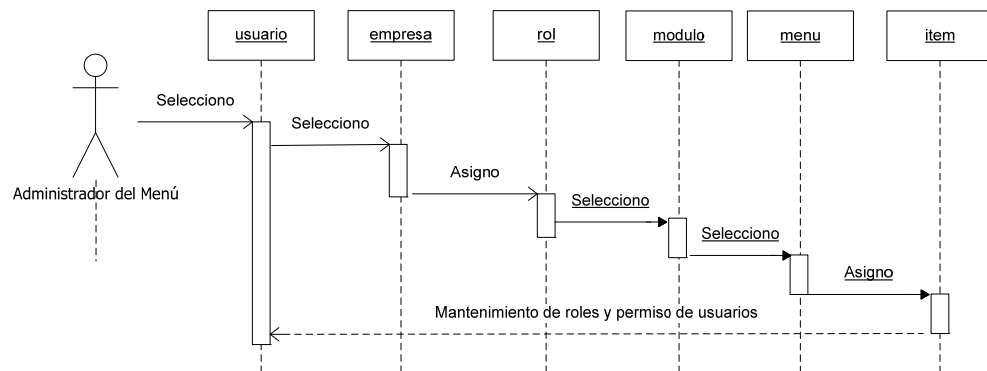 usuario
empresa
rol
modulo
menu
item
Selecciono
Selecciono
Asigno
Administrador del Menú
Selecciono
Selecciono
Asigno
Mantenimiento de roles y permiso de usuarios